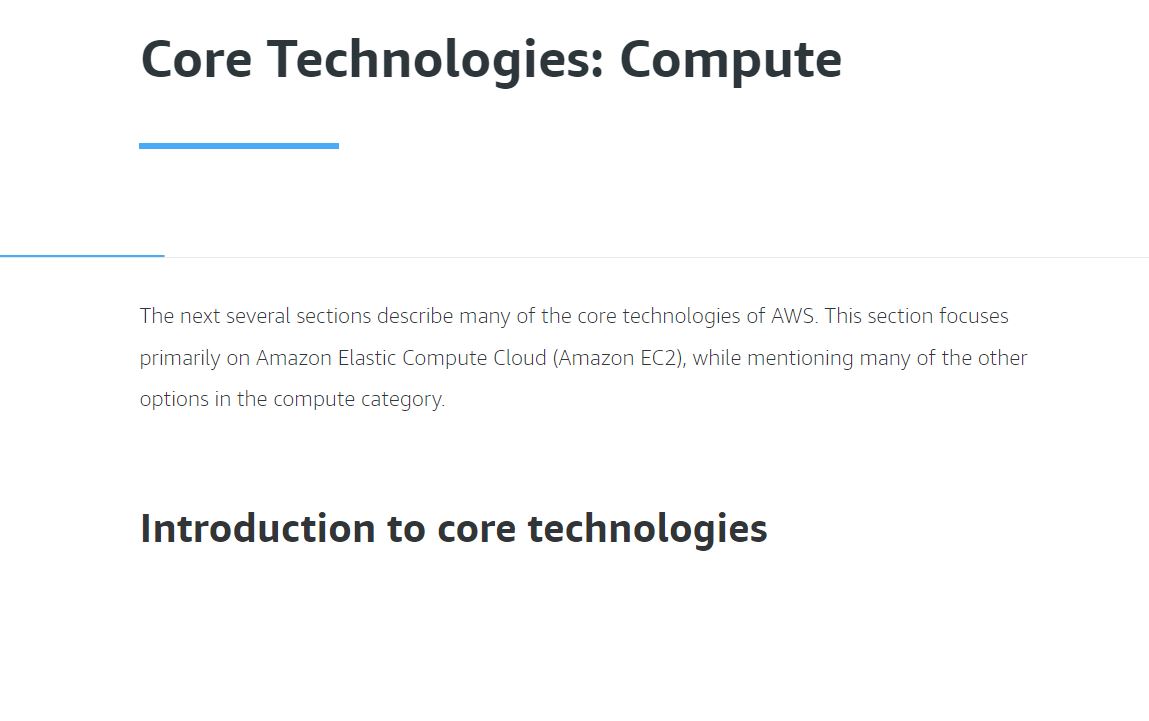 Core Technologies: Compute
The next several sections describe many of the core technologies of AWS. This section focuses
primarily on Amazon Elastic Compute Cloud (Amazon EC2), while mentioning many of the other
options in the compute category.
Introduction to core technologies